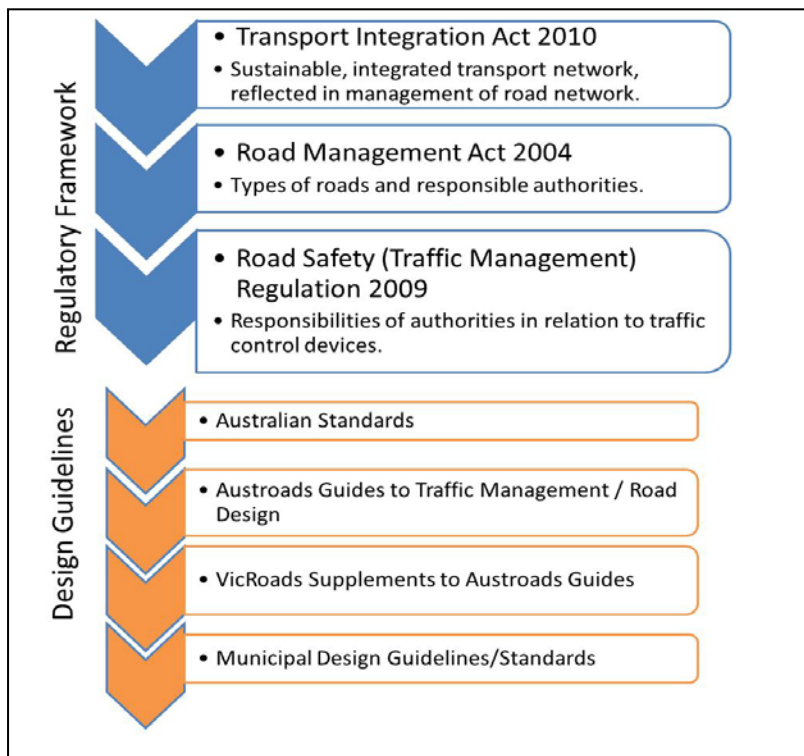 Regulatory Framework
• Transport Integration Act 2010
• Sustainable, integrated transport network,
reflected in management of road network.
• Road Management Act 2004
• Types of roads and responsible authorities.
• Road Safety (Traffic Management)
Regulation 2009
• Responsibilities of authorities in relation to traffic
control devices.
Design Guidelines
• Australian Standards
• Austroads Guides to Traffic Management / Road
Design
• VicRoads Supplements to Austroads Guides
• Municipal Design Guidelines/Standards